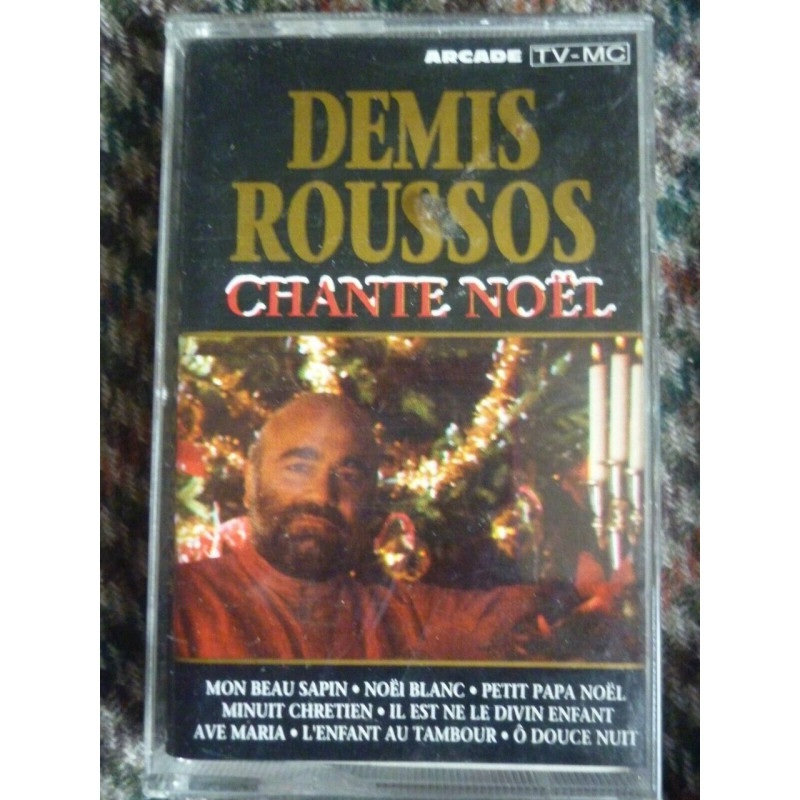 ARCADE TV-MC
DEMIS
ROUSSOS
CHANTE NOËL
MON BEAU SAPIN • NOËI BLANC • PETIT PAPA NOËL
MINUIT CHRETIEN • IL EST NE LE DIVIN ENFANT
AVE MARIA • L'ENFANT AU TAMBOUR • Ô DOUCE NUIT